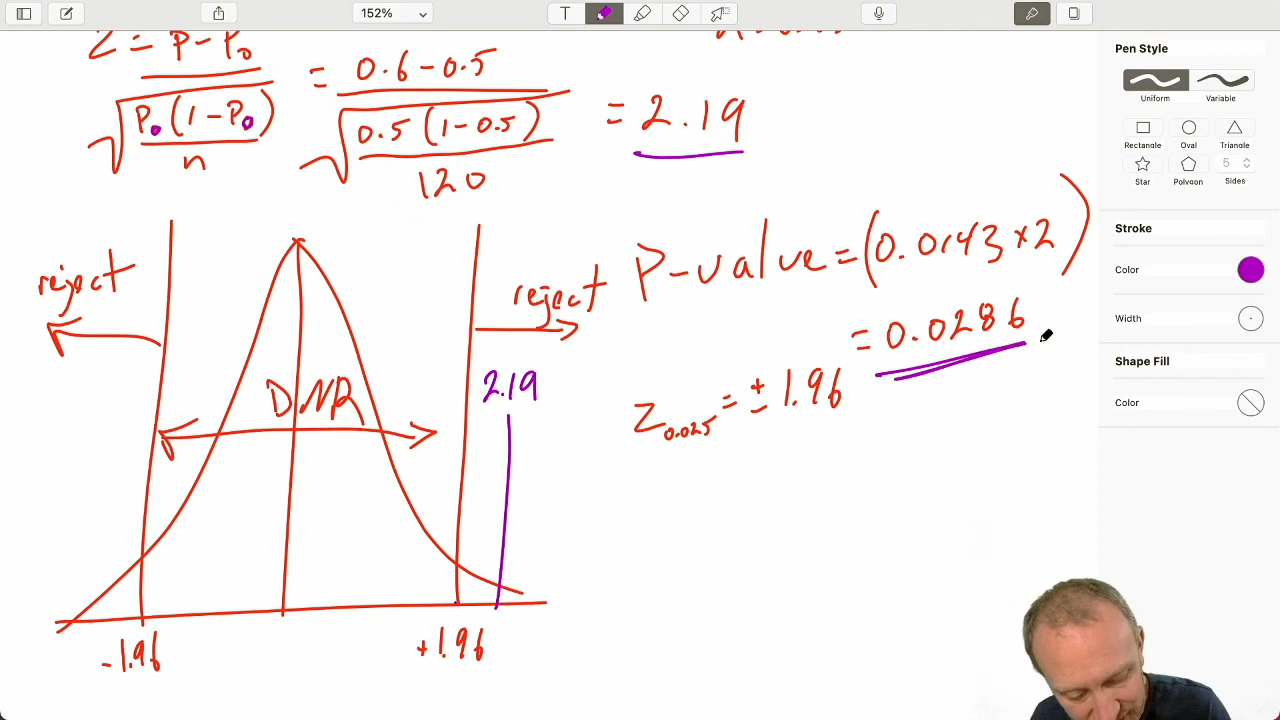 152%
T
Z = P - P₀
= 0.6 - 0.5
P₀(1 - P₀)
0.5(1 - 0.5)
= 2.19
n
120
reject
reject
P-value = (0.0143 × 2)
= 0.0286
2.19
DNR
Z0.025 = ± 1.96
-1.96
+1.96
Pen Style
Uniform
Variable
Rectangle
Oval
Triangle
Star
Polygon
5
Sides
Stroke
Color
Width
Shape Fill
Color